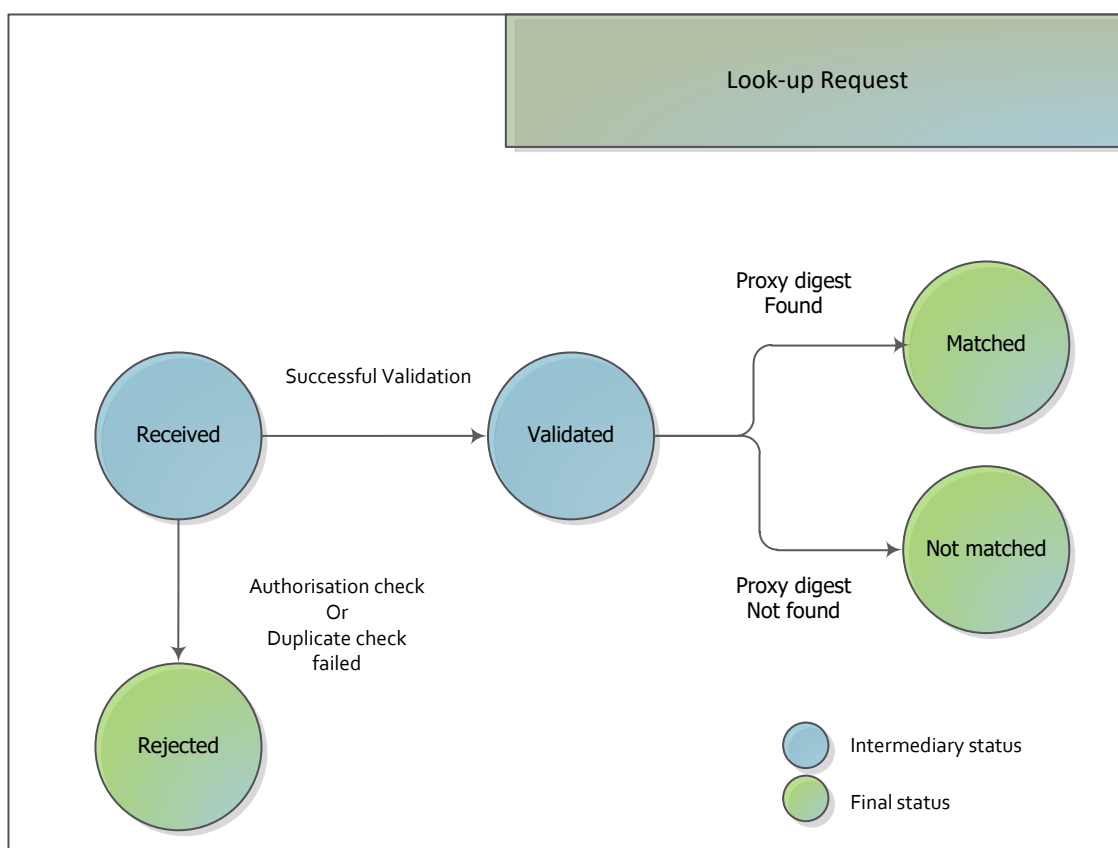 Look-up Request
Proxy digest
Found
Matched
Successful Validation
Received
Validated
Not matched
Proxy digest
Not found
Authorisation check
Or
Duplicate check
failed
Rejected
Intermediary status
Final status